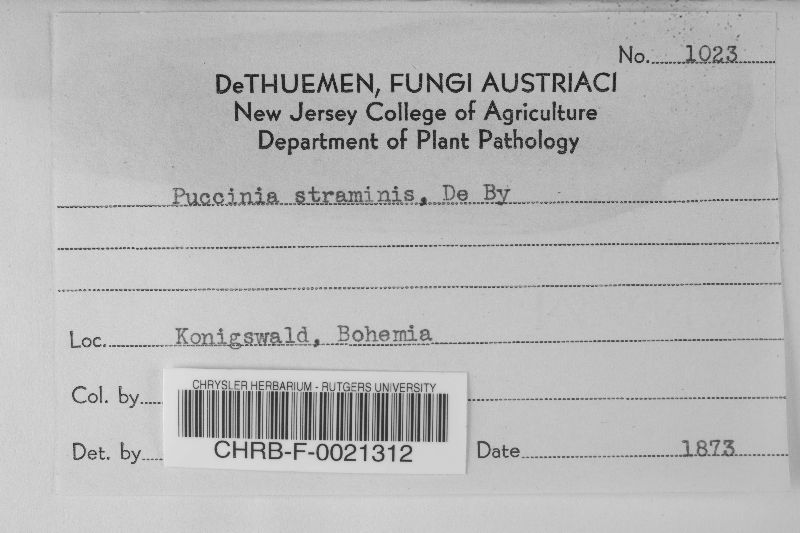 No. 1023
DeTHUEMEN, FUNGI AUSTRIACI
New Jersey College of Agriculture
Department of Plant Pathology
Puccinia straminis, De By
Loc. Konigswald, Bohemia
Col. by
CHRYSLER HERBARIUM - RUTGERS UNIVERSITY
CHRB-F-0021312
Det. by
Date 1873